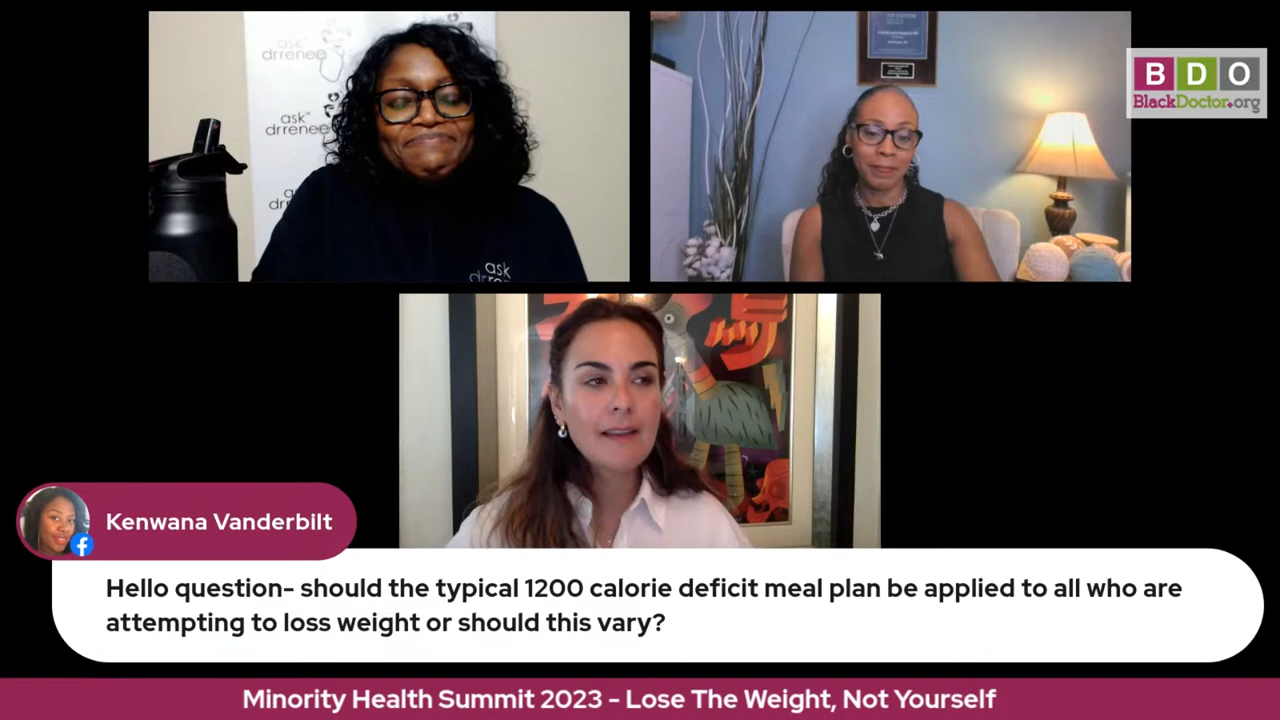 ask
drrenee
ask
drrenee
ask
BDO
BlackDoctor.org
Kenwana Vanderbilt
Hello question- should the typical 1200 calorie deficit meal plan be applied to all who are
attempting to loss weight or should this vary?
Minority Health Summit 2023 - Lose The Weight, Not Yourself